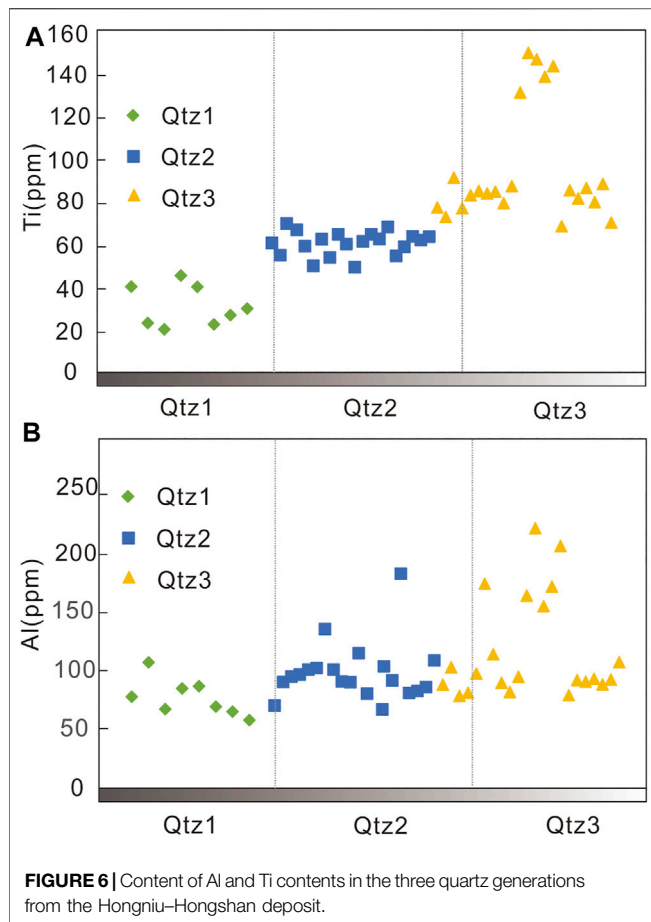 A
160
140
120
100
80
60
40
20
0
Ti(ppm)
Qtz1
Qtz2
Qtz3
Qtz1 Qtz2 Qtz3
B
250
200
150
100
50
0
Al(ppm)
Qtz1
Qtz2
Qtz3
Qtz1 Qtz2 Qtz3
FIGURE 6 | Content of Al and Ti contents in the three quartz generations
from the Hongniu–Hongshan deposit.